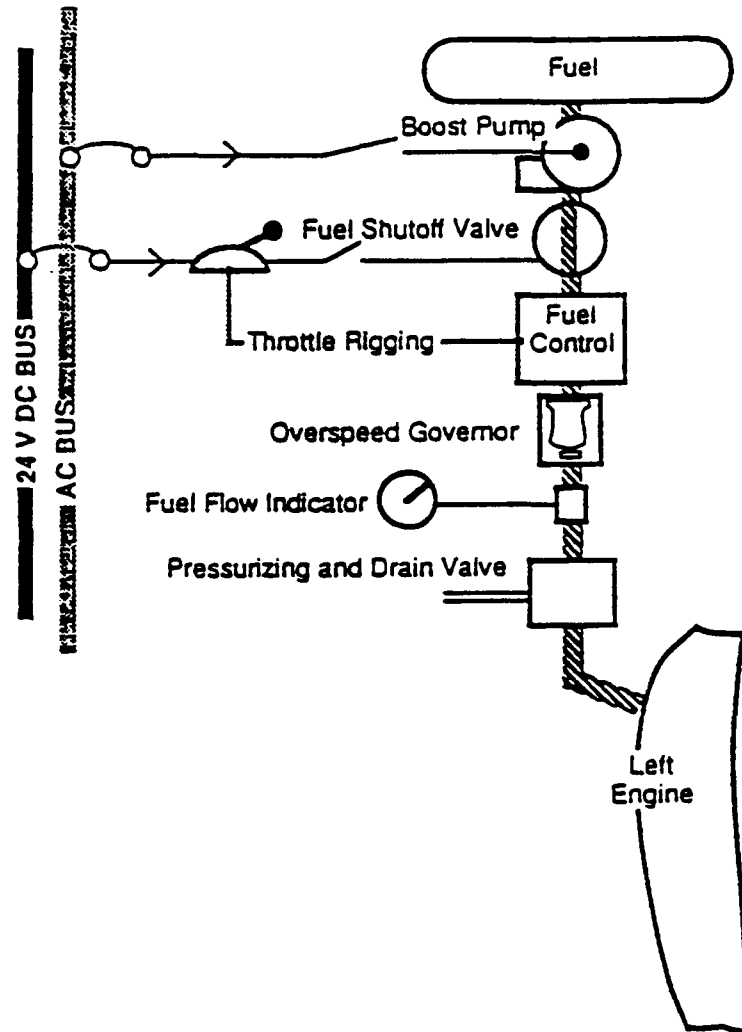 Fuel
Boost Pump
Fuel Shutoff Valve
24 V DC BUS
AC BUS
Throttle Rigging
Fuel
Control
Overspeed Governor
Fuel Flow Indicator
Pressurizing and Drain Valve
Left
Engine